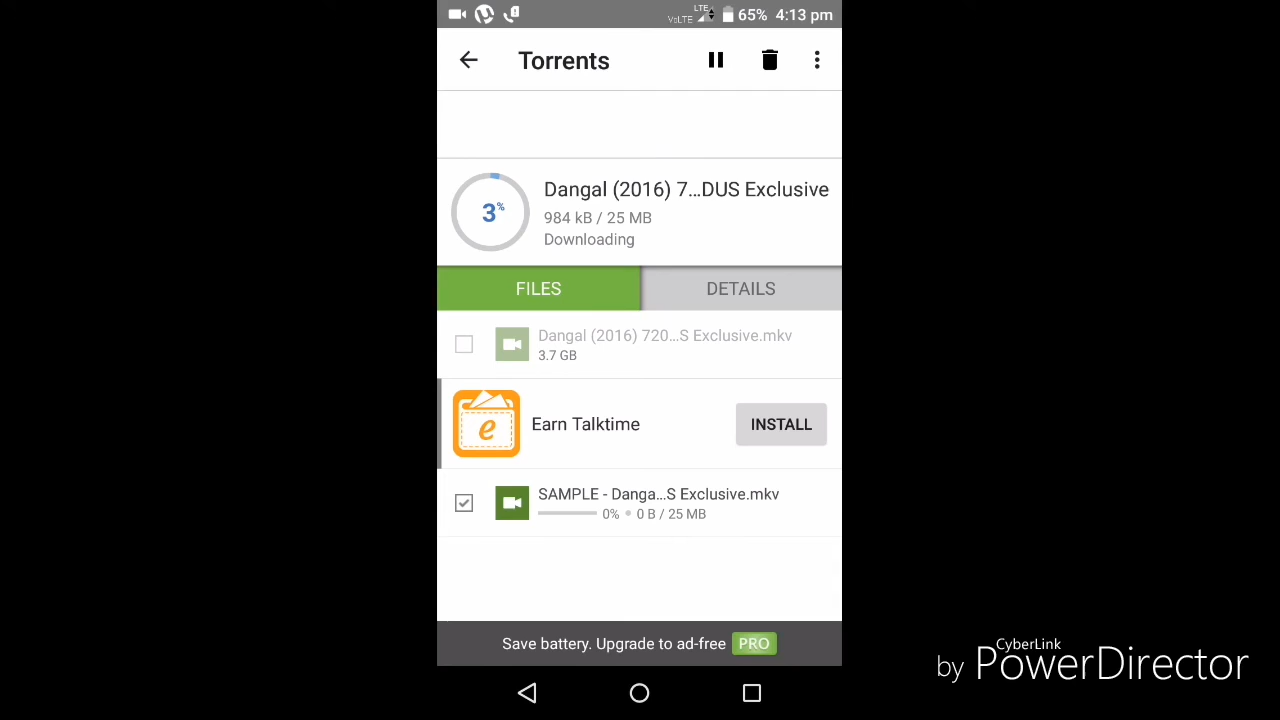 LTE
VoLTE
65% 4:13 pm
Torrents
3%
Dangal (2016) 7...DUS Exclusive
984 kB / 25 MB
Downloading
FILES
DETAILS
Dangal (2016) 720...S Exclusive.mkv
3.7 GB
e
Earn Talktime
INSTALL
SAMPLE - Danga...S Exclusive.mkv
0% • 0 B / 25 MB
Save battery. Upgrade to ad-free PRO
CyberLink
by PowerDirector